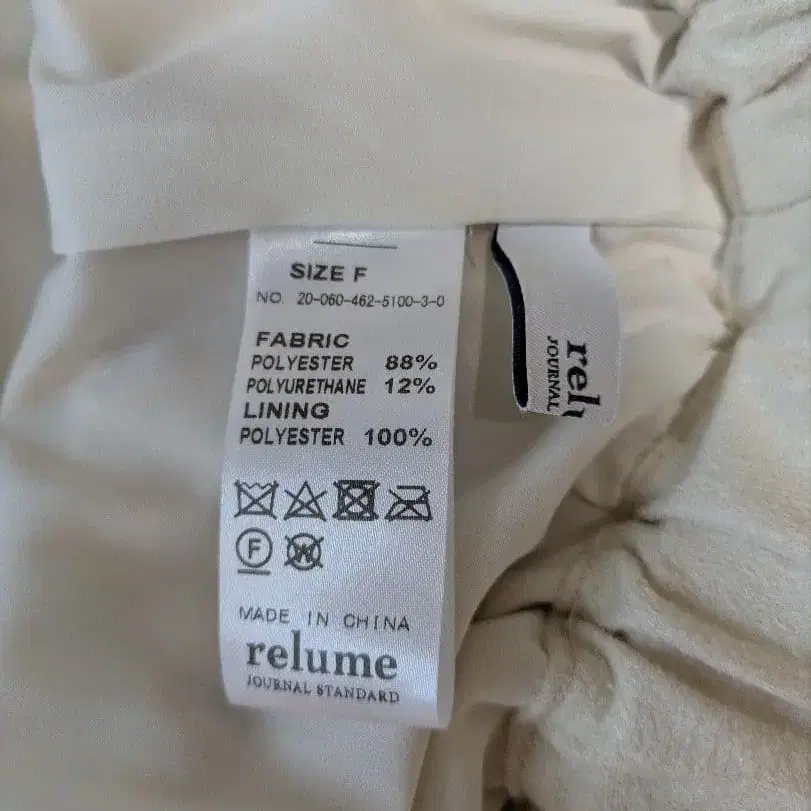 SIZE F
NO. 20-060-462-5100-3-0
FABRIC
POLYESTER 88%
POLYURETHANE 12%
LINING
POLYESTER 100%
F
W
MADE IN CHINA
relume
JOURNAL STANDARD
rel
JOURNAL